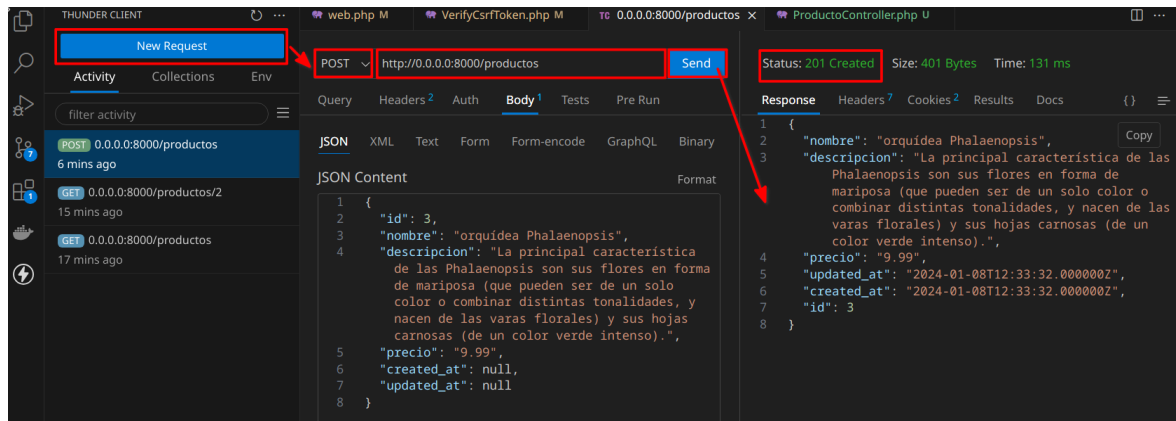 THUNDER CLIENT
New Request
Activity Collections Env
filter activity
POST 0.0.0.0:8000/productos
6 mins ago
GET 0.0.0.0:8000/productos/2
15 mins ago
GET 0.0.0.0:8000/productos
17 mins ago
7
1
web.php M VerifyCsrfToken.php M TC 0.0.0.0:8000/productos ProductoController.php U
POST http://0.0.0.0:8000/productos Send
Query Headers 2 Auth Body 1 Tests Pre Run
JSON XML Text Form Form-encode GraphQL Binary
JSON Content Format
1 {
2 "id": 3,
3 "nombre": "orquídea Phalaenopsis",
4 "descripcion": "La principal característica
de las Phalaenopsis son sus flores en forma
de mariposa (que pueden ser de un solo
color o combinar distintas tonalidades, y
nacen de las varas florales) y sus hojas
carnosas (de un color verde intenso).",
5 "precio": "9.99",
6 "created_at": null,
7 "updated_at": null
8 }
Status: 201 Created Size: 401 Bytes Time: 131 ms
Response Headers 7 Cookies 2 Results Docs {}
Copy
1 {
2 "nombre": "orquídea Phalaenopsis",
3 "descripcion": "La principal característica de las
Phalaenopsis son sus flores en forma de
mariposa (que pueden ser de un solo color o
combinar distintas tonalidades, y nacen de las
varas florales) y sus hojas carnosas (de un
color verde intenso).",
4 "precio": "9.99",
5 "updated_at": "2024-01-08T12:33:32.000000Z",
6 "created_at": "2024-01-08T12:33:32.000000Z",
7 "id": 3
8 }